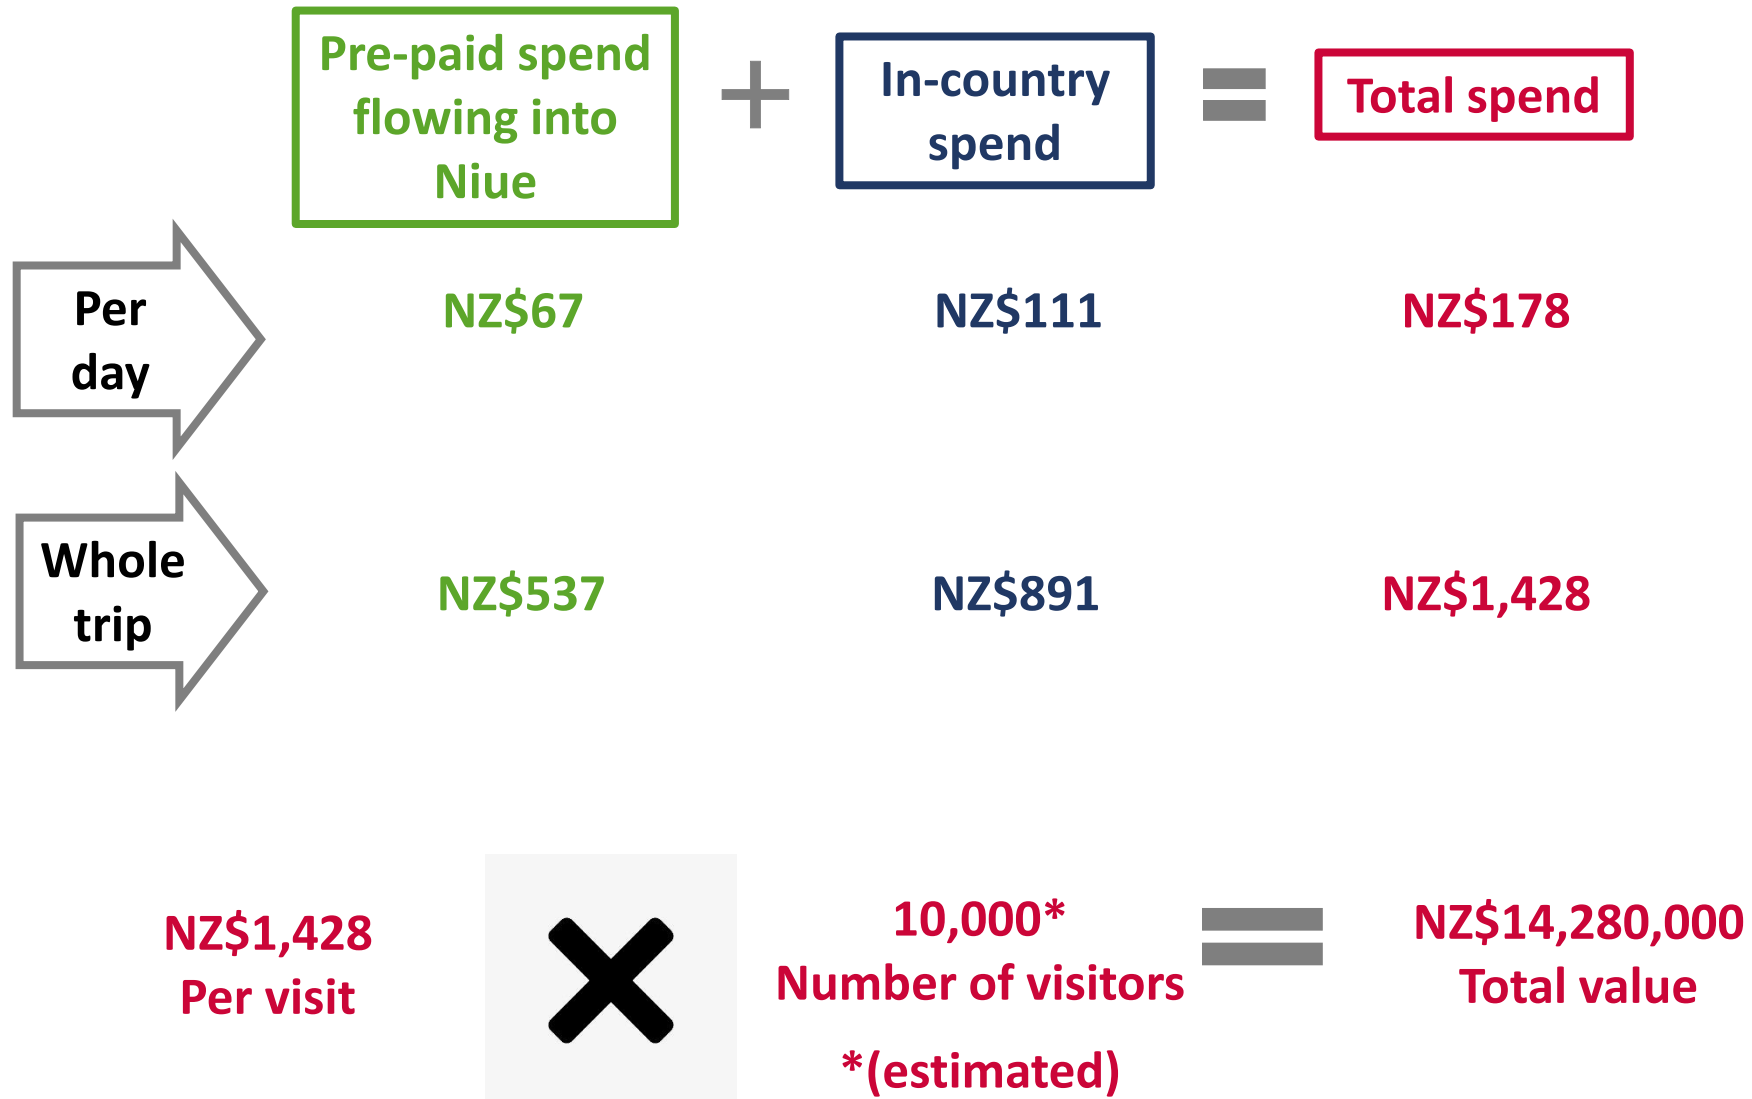 Pre-paid spend
flowing into
Niue
+
In-country
spend
=
Total spend
Per
day
NZ$67
NZ$111
NZ$178
Whole
trip
NZ$537
NZ$891
NZ$1,428
NZ$1,428
Per visit
10,000*
Number of visitors
*(estimated)
=
NZ$14,280,000
Total value